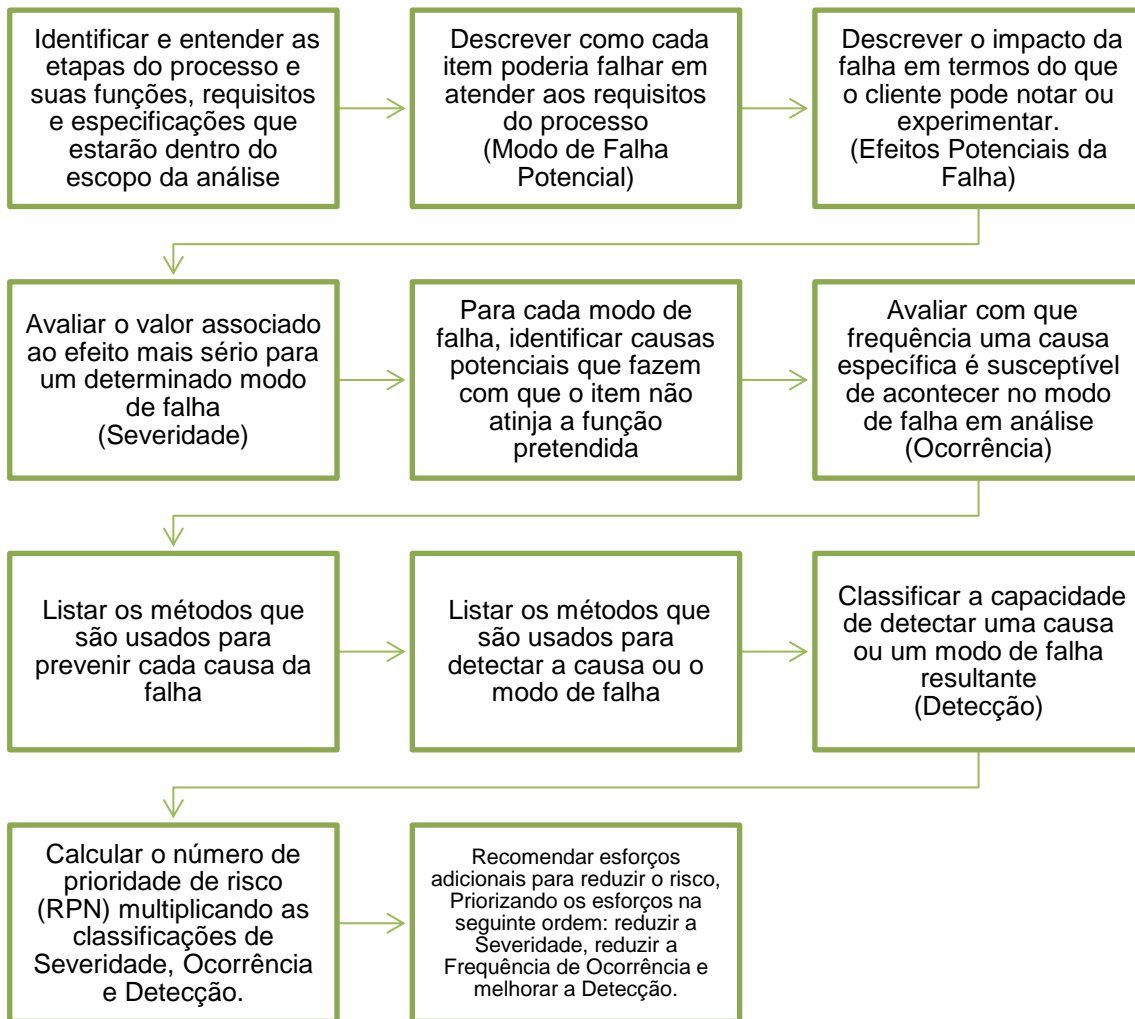 Identificar e entender as
etapas do processo e
suas funções, requisitos
e especificações que
estarão dentro do
escopo da análise
Descrever como cada
item poderia falhar em
atender aos requisitos
do processo
(Modo de Falha
Potencial)
Descrever o impacto da
falha em termos do que
o cliente pode notar ou
experimentar.
(Efeitos Potenciais da
Falha)
Avaliar o valor associado
ao efeito mais sério para
um determinado modo
de falha
(Severidade)
Para cada modo de
falha, identificar causas
potenciais que fazem
com que o item não
atinja a função
pretendida
Avaliar com que
frequência uma causa
específica é susceptível
de acontecer no modo
de falha em análise
(Ocorrência)
Listar os métodos que
são usados para
prevenir cada causa da
falha
Listar os métodos que
são usados para
detectar a causa ou o
modo de falha
Classificar a capacidade
de detectar uma causa
ou um modo de falha
resultante
(Detecção)
Calcular o número de
prioridade de risco
(RPN) multiplicando as
classificações de
Severidade, Ocorrência
e Detecção.
Recomendar esforços
adicionais para reduzir o risco,
Priorizando os esforços na
seguinte ordem: reduzir a
Severidade, reduzir a
Frequência de Ocorrência e
melhorar a Detecção.